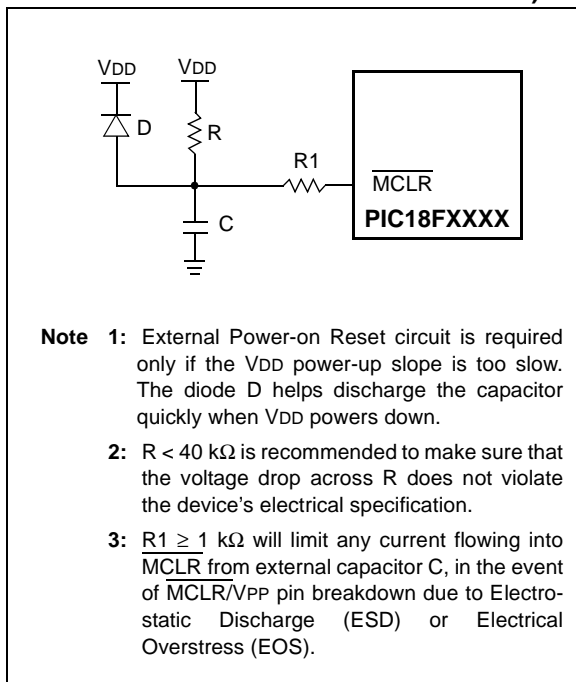 VDD VDD
D
R
R1
C
MCLR
PIC18FXXXX
Note 1: External Power-on Reset circuit is required
only if the VDD power-up slope is too slow.
The diode D helps discharge the capacitor
quickly when VDD powers down.
2: R < 40 kΩ is recommended to make sure that
the voltage drop across R does not violate
the device's electrical specification.
3: R1 ≥ 1 kΩ will limit any current flowing into
MCLR from external capacitor C, in the event
of MCLR/VPP pin breakdown due to Electro-
static Discharge (ESD) or Electrical
Overstress (EOS).